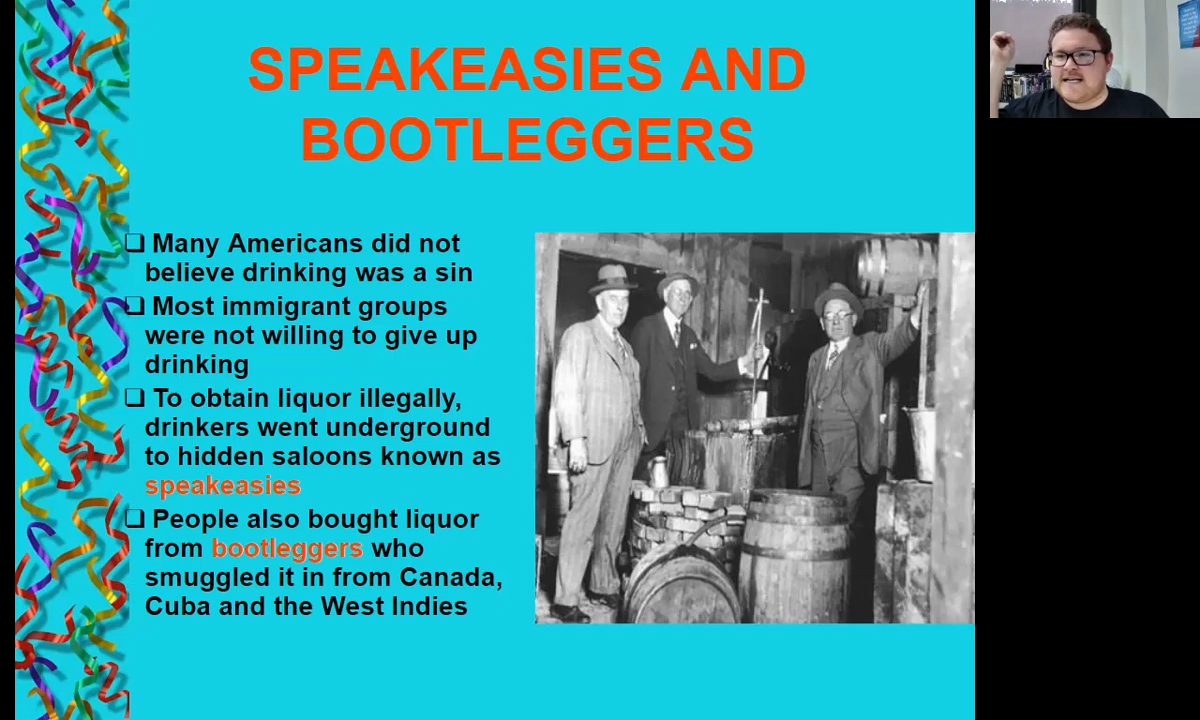 SPEAKEASIES AND
BOOTLEGGERS
❑ Many Americans did not
believe drinking was a sin
❑ Most immigrant groups
were not willing to give up
drinking
❑ To obtain liquor illegally,
drinkers went underground
to hidden saloons known as
speakeasies
❑ People also bought liquor
from bootleggers who
smuggled it in from Canada,
Cuba and the West Indies